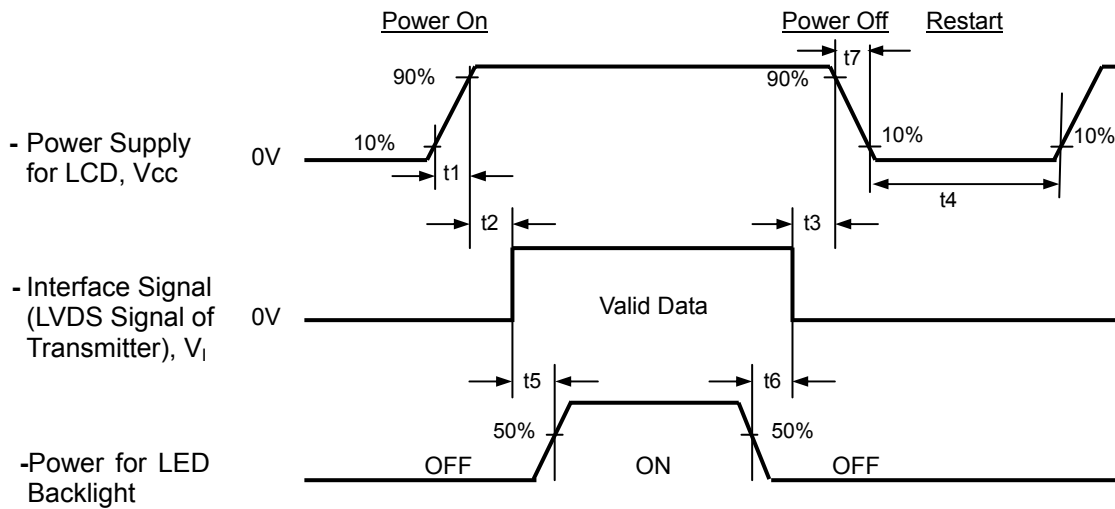 Power On
Power Off
Restart
t7
90%
90%
- Power Supply
for LCD, Vcc
0V
10%
10%
10%
t1
t4
t2
t3
- Interface Signal
(LVDS Signal of
Transmitter), VI
0V
Valid Data
t5
t6
50%
50%
-Power for LED
Backlight
OFF
ON
OFF